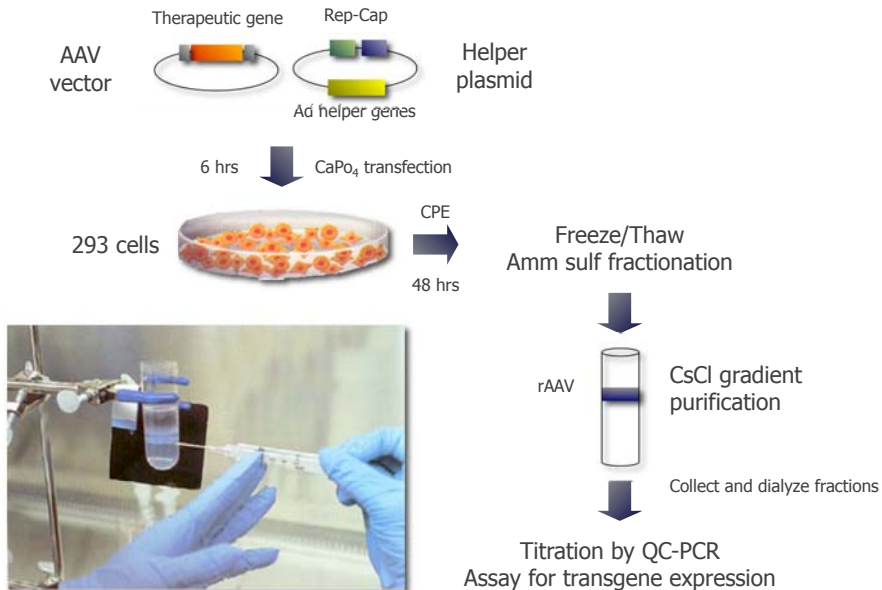 Therapeutic gene
Rep-Cap
AAV
vector
Helper
plasmid
Ad helper genes
6 hrs
CaPo₄ transfection
293 cells
CPE
48 hrs
Freeze/Thaw
Amm sulf fractionation
rAAV
CsCl gradient
purification
Collect and dialyze fractions
Titration by QC-PCR
Assay for transgene expression